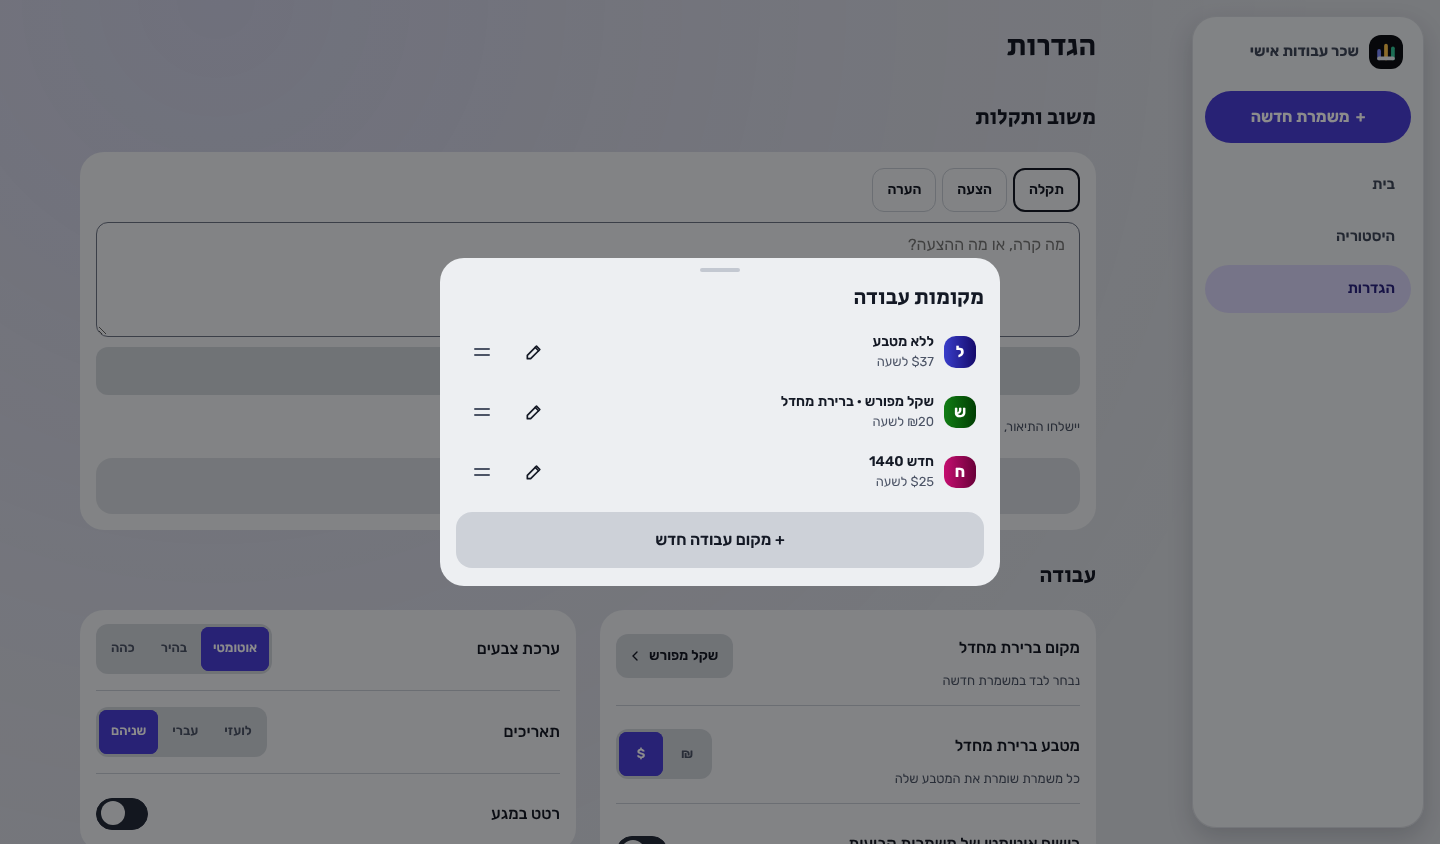 שכר עבודות אישי
+ משמרת חדשה
בית
היסטוריה
הגדרות
הגדרות
משוב ותקלות
תקלה
הצעה
הערה
מה קרה, או מה ההצעה?
יישלחו התיאור,
מקומות עבודה
ל
ללא מטבע
$37 לשעה
ש
שקל מפורש • ברירת מחדל
₪20 לשעה
ח
חדש 1440
$25 לשעה
+ מקום עבודה חדש
עבודה
מקום ברירת מחדל
שקל מפורש
נבחר לבד במשמרת חדשה
מטבע ברירת מחדל
₪
$
כל משמרת שומרת את המטבע שלה
ערכת צבעים
אוטומטי
בהיר
כהה
תאריכים
לועזי
עברי
שניהם
רטט במגע